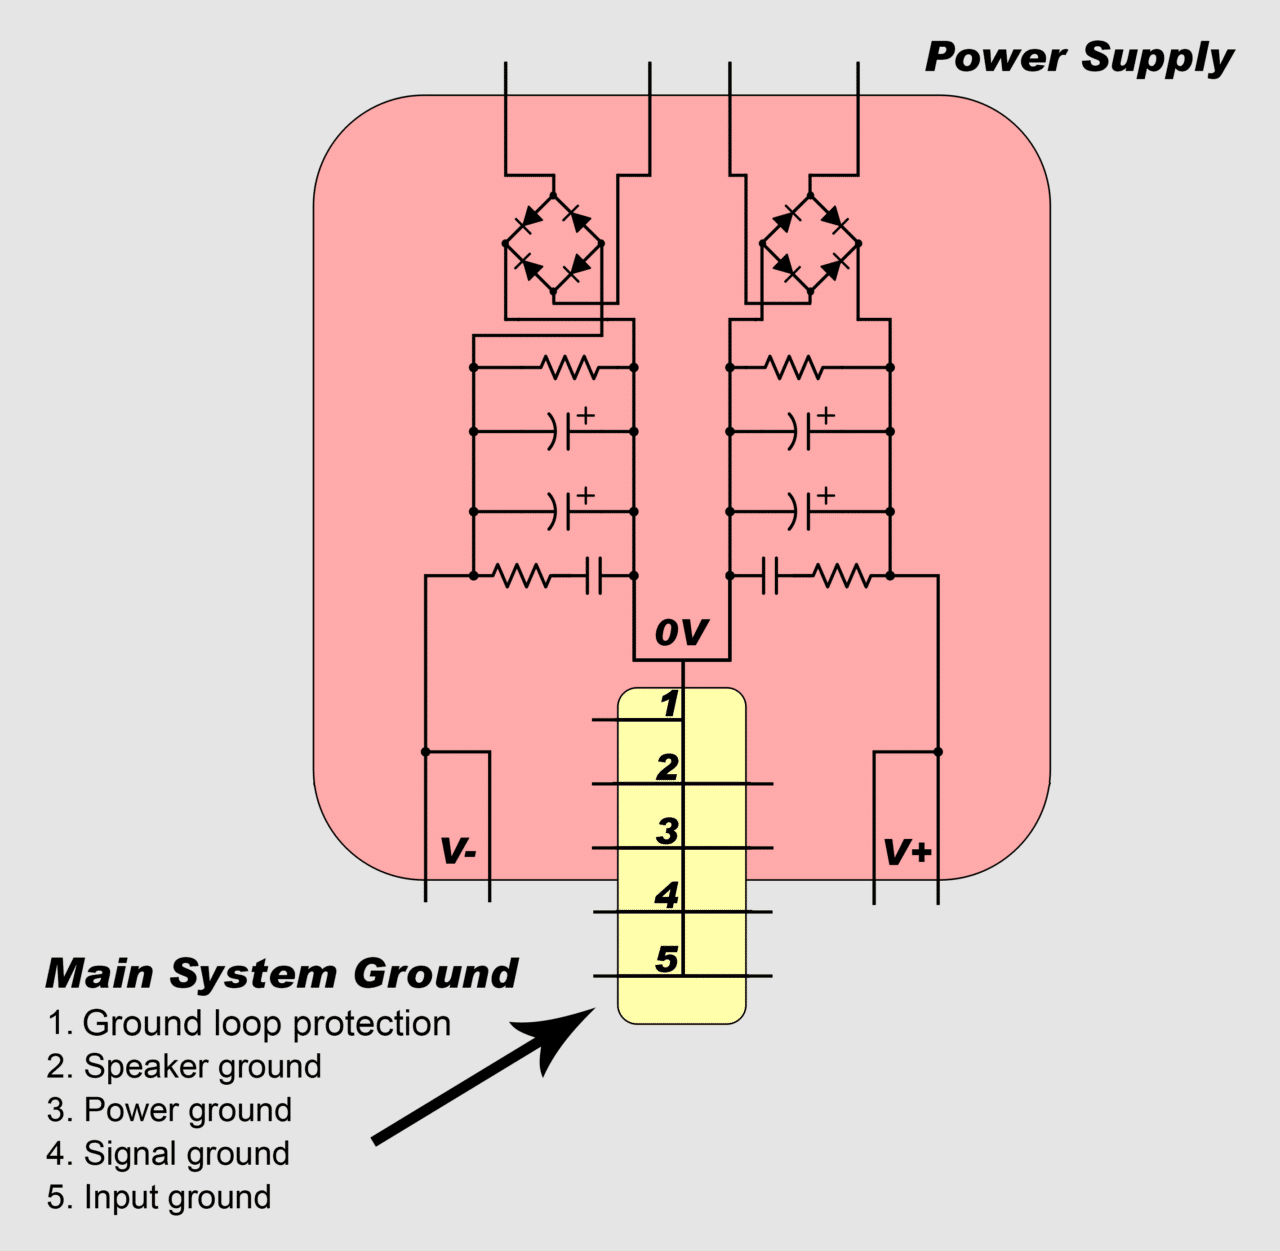 Power Supply
+
+
+
+
0V
1
2
3
4
5
V-
V+
Main System Ground
1. Ground loop protection
2. Speaker ground
3. Power ground
4. Signal ground
5. Input ground